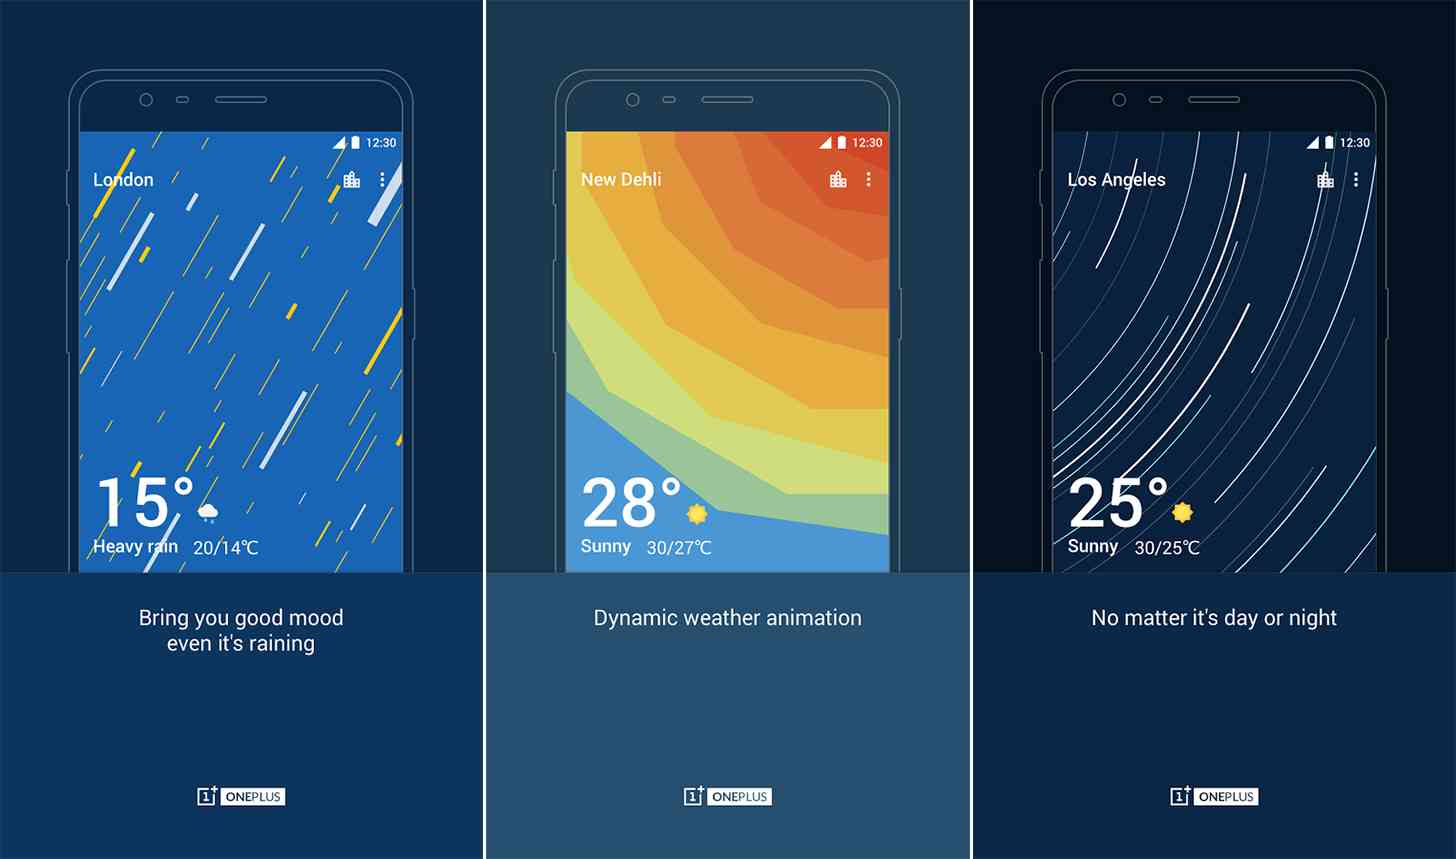 12:30
London
15°
Heavy rain 20/14℃
Bring you good mood
even it's raining
1+ ONEPLUS
12:30
New Dehli
28°
Sunny 30/27℃
Dynamic weather animation
1+ ONEPLUS
12:30
Los Angeles
25°
Sunny 30/25℃
No matter it's day or night
1+ ONEPLUS